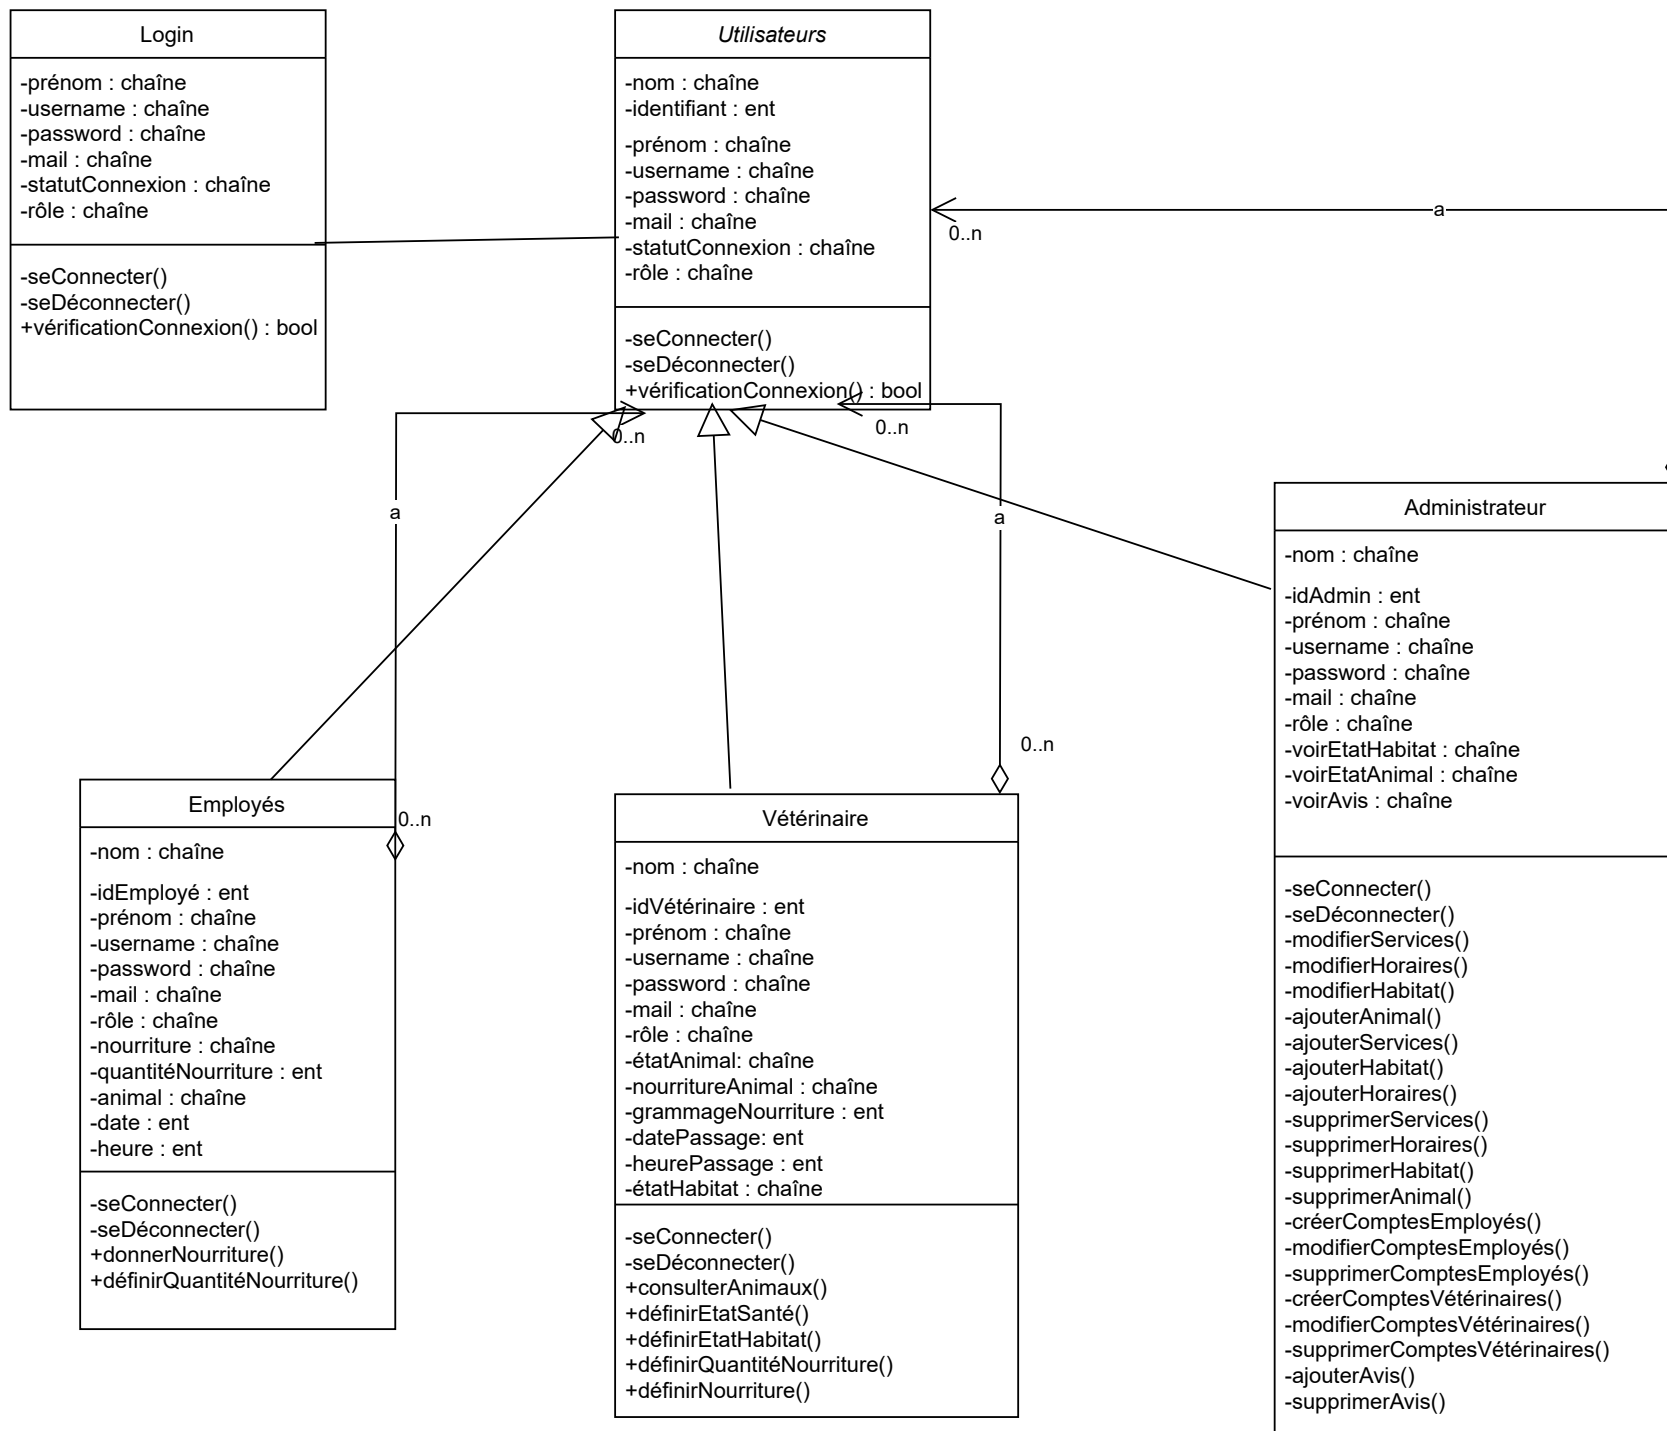 Login
-prénom : chaîne
-username : chaîne
-password : chaîne
-mail : chaîne
-statutConnexion : chaîne
-rôle : chaîne
-seConnecter()
-seDéconnecter()
+vérificationConnexion() : bool
Utilisateurs
-nom : chaîne
-identifiant : ent
-prénom : chaîne
-username : chaîne
-password : chaîne
-mail : chaîne
-statutConnexion : chaîne
-rôle : chaîne
-seConnecter()
-seDéconnecter()
+vérificationConnexion() : bool
a
0..n
0..n
0..n
a
a
0..n
0..n
Employés
-nom : chaîne
-idEmployé : ent
-prénom : chaîne
-username : chaîne
-password : chaîne
-mail : chaîne
-rôle : chaîne
-nourriture : chaîne
-quantitéNourriture : ent
-animal : chaîne
-date : ent
-heure : ent
-seConnecter()
-seDéconnecter()
+donnerNourriture()
+définirQuantitéNourriture()
Vétérinaire
-nom : chaîne
-idVétérinaire : ent
-prénom : chaîne
-username : chaîne
-password : chaîne
-mail : chaîne
-rôle : chaîne
-étatAnimal: chaîne
-nourritureAnimal : chaîne
-grammageNourriture : ent
-datePassage: ent
-heurePassage : ent
-étatHabitat : chaîne
-seConnecter()
-seDéconnecter()
+consulterAnimaux()
+définirEtatSanté()
+définirEtatHabitat()
+définirQuantitéNourriture()
+définirNourriture()
Administrateur
-nom : chaîne
-idAdmin : ent
-prénom : chaîne
-username : chaîne
-password : chaîne
-mail : chaîne
-rôle : chaîne
-voirEtatHabitat : chaîne
-voirEtatAnimal : chaîne
-voirAvis : chaîne
-seConnecter()
-seDéconnecter()
-modifierServices()
-modifierHoraires()
-modifierHabitat()
-ajouterAnimal()
-ajouterServices()
-ajouterHabitat()
-ajouterHoraires()
-supprimerServices()
-supprimerHoraires()
-supprimerHabitat()
-supprimerAnimal()
-créerComptesEmployés()
-modifierComptesEmployés()
-supprimerComptesEmployés()
-créerComptesVétérinaires()
-modifierComptesVétérinaires()
-supprimerComptesVétérinaires()
-ajouterAvis()
-supprimerAvis()